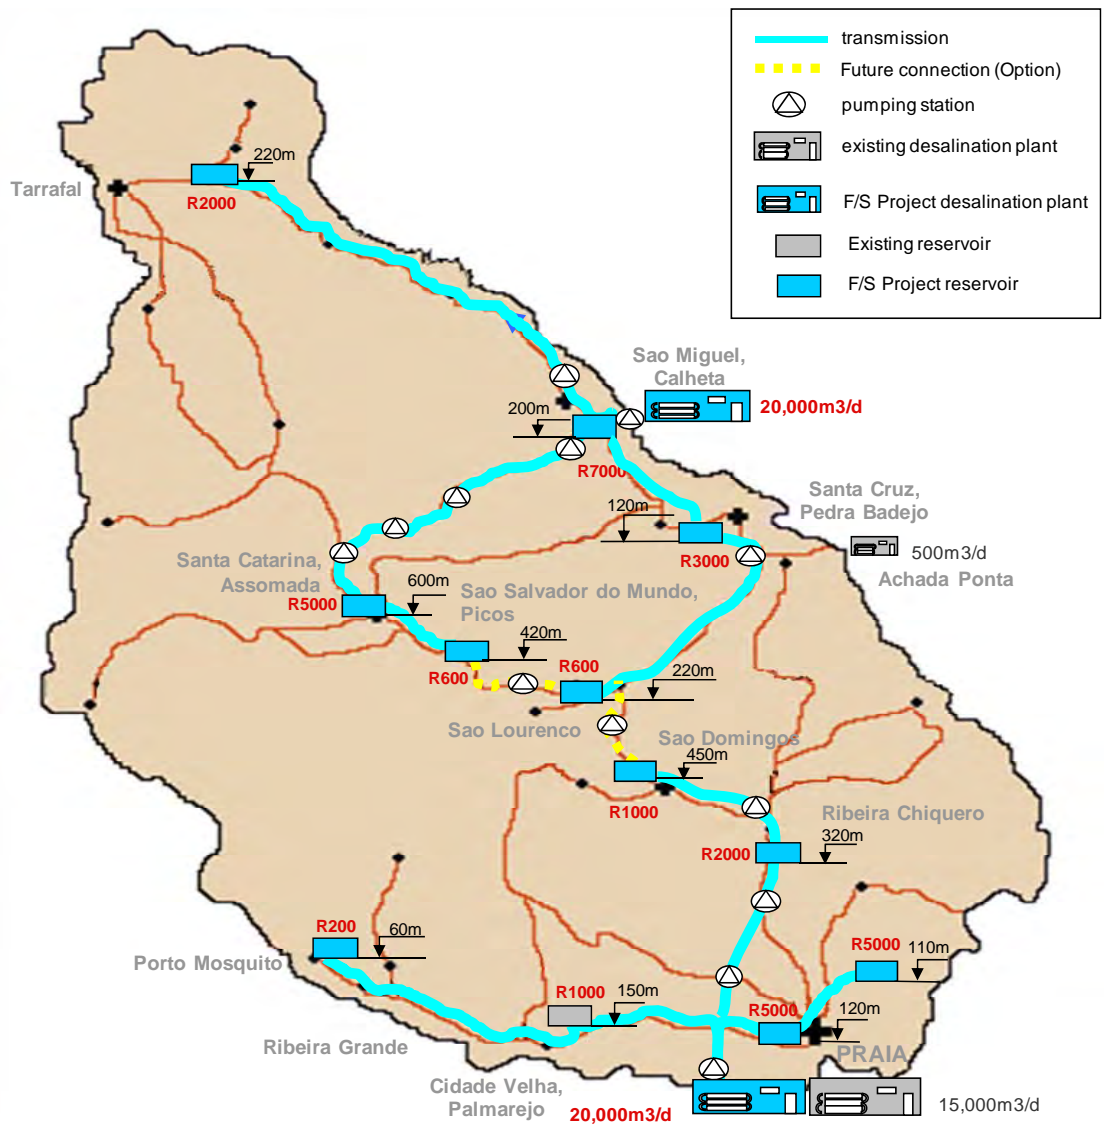 transmission
Future connection (Option)
pumping station
existing desalination plant
F/S Project desalination plant
Existing reservoir
F/S Project reservoir
220m
Tarrafal
R2000
Sao Miguel,
Calheta
200m
20,000m3/d
R7000
Santa Cruz,
Pedra Badejo
120m
R3000
500m3/d
Achada Ponta
Santa Catarina,
Assomada
R5000
600m
Sao Salvador do Mundo,
Picos
420m
R600
R600
220m
Sao Lourenco
Sao Domingos
450m
R1000
Ribeira Chiquero
320m
R2000
R200
60m
Porto Mosquito
R5000
110m
R1000
150m
R5000
120m
Ribeira Grande
PRAIA
Cidade Velha,
Palmarejo
20,000m3/d
15,000m3/d